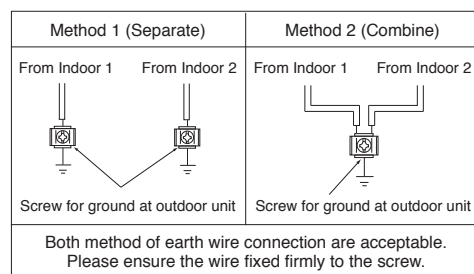 Method 1 (Separate)
Method 2 (Combine)
From Indoor 1 From Indoor 2
From Indoor 1 From Indoor 2
Screw for ground at outdoor unit
Screw for ground at outdoor unit
Both method of earth wire connection are acceptable.
Please ensure the wire fixed firmly to the screw.